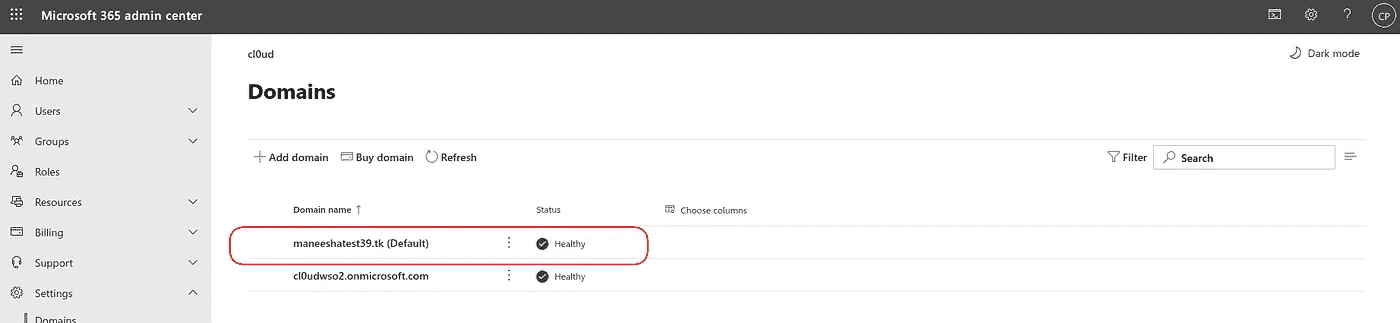 Microsoft 365 admin center
? CP
cl0ud
Dark mode
Home
Domains
Users
Groups
Add domain Buy domain Refresh Filter Search
Roles
Resources
Domain name ↑ Status Choose columns
Billing
maneeshatest39.tk (Default) Healthy
Support
cl0udwso2.onmicrosoft.com Healthy
Settings
Domains